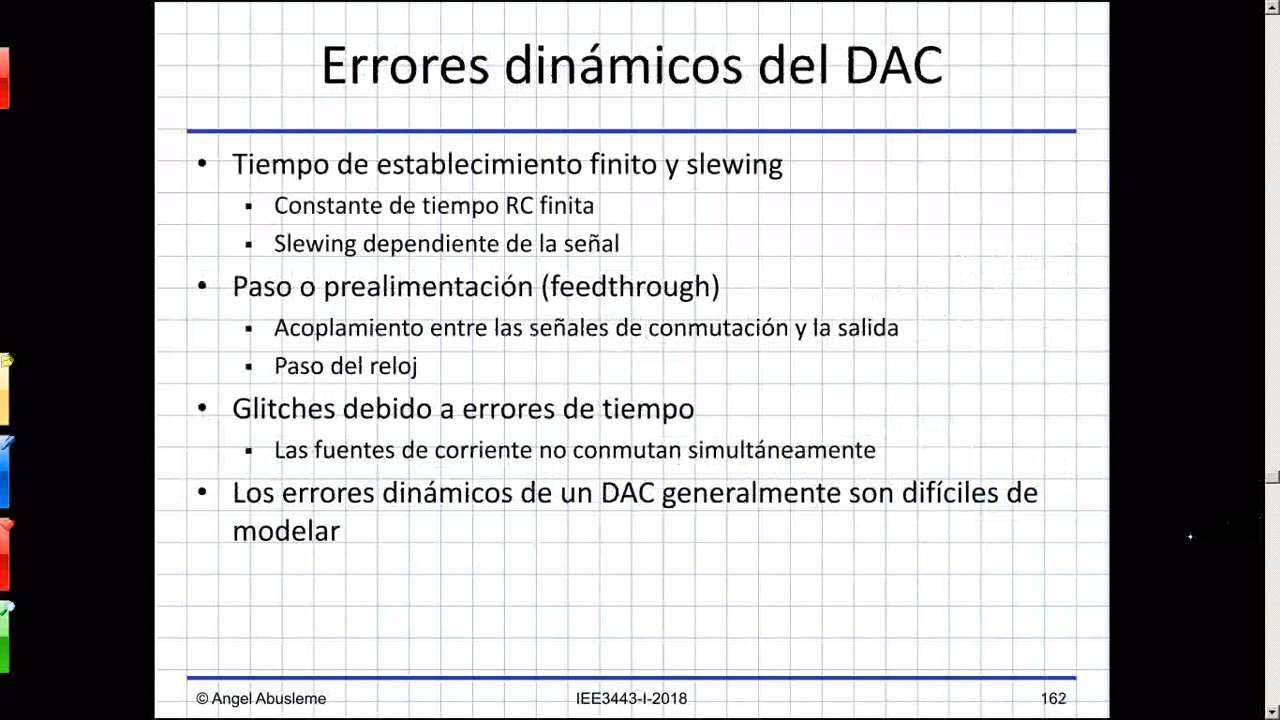 Errores dinámicos del DAC
• Tiempo de establecimiento finito y slewing
▪ Constante de tiempo RC finita
▪ Slewing dependiente de la señal
• Paso o prealimentación (feedthrough)
▪ Acoplamiento entre las señales de conmutación y la salida
▪ Paso del reloj
• Glitches debido a errores de tiempo
▪ Las fuentes de corriente no conmutan simultáneamente
• Los errores dinámicos de un DAC generalmente son difíciles de
modelar
© Angel Abusleme IEE3443-I-2018 162